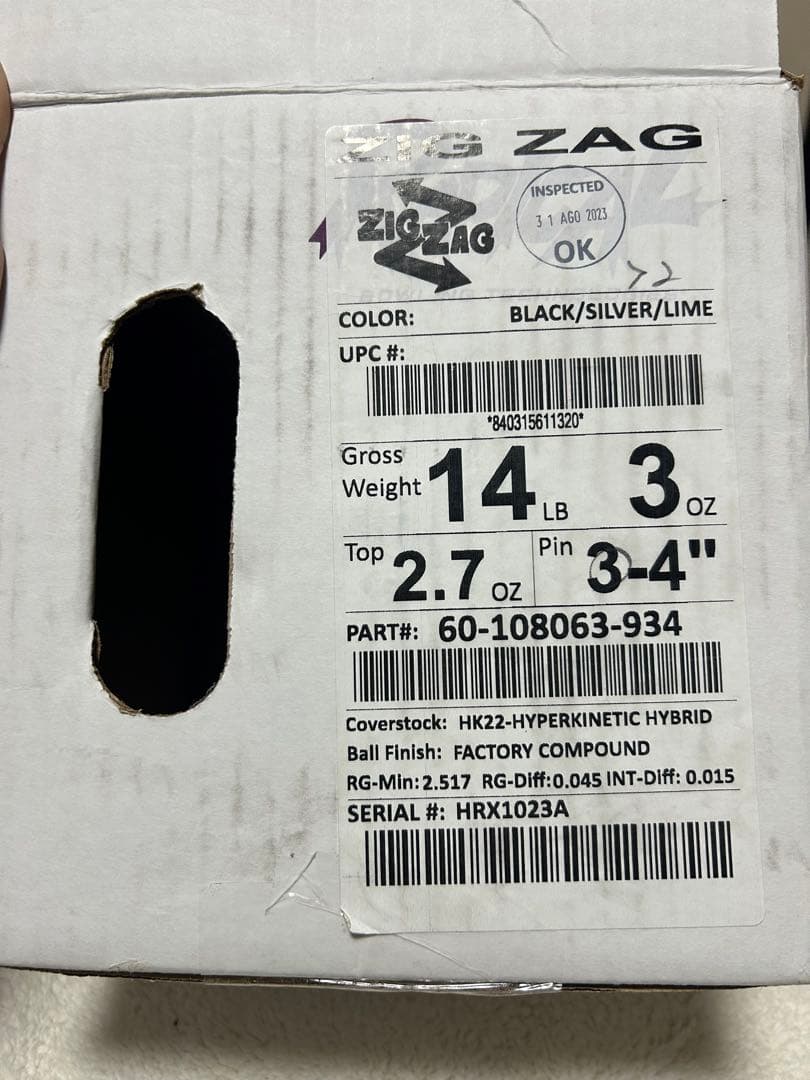 ZIG ZAG
ZIG ZAG
INSPECTED
31 AGO 2023
OK
COLOR: BLACK/SILVER/LIME
UPC #:
*840315611320*
Gross Weight 14 LB 3 OZ
Top 2.7 OZ Pin 3-4"
PART#: 60-108063-934
Coverstock: HK22-HYPERKINETIC HYBRID
Ball Finish: FACTORY COMPOUND
RG-Min: 2.517 RG-Diff: 0.045 INT-Diff: 0.015
SERIAL #: HRX1023A